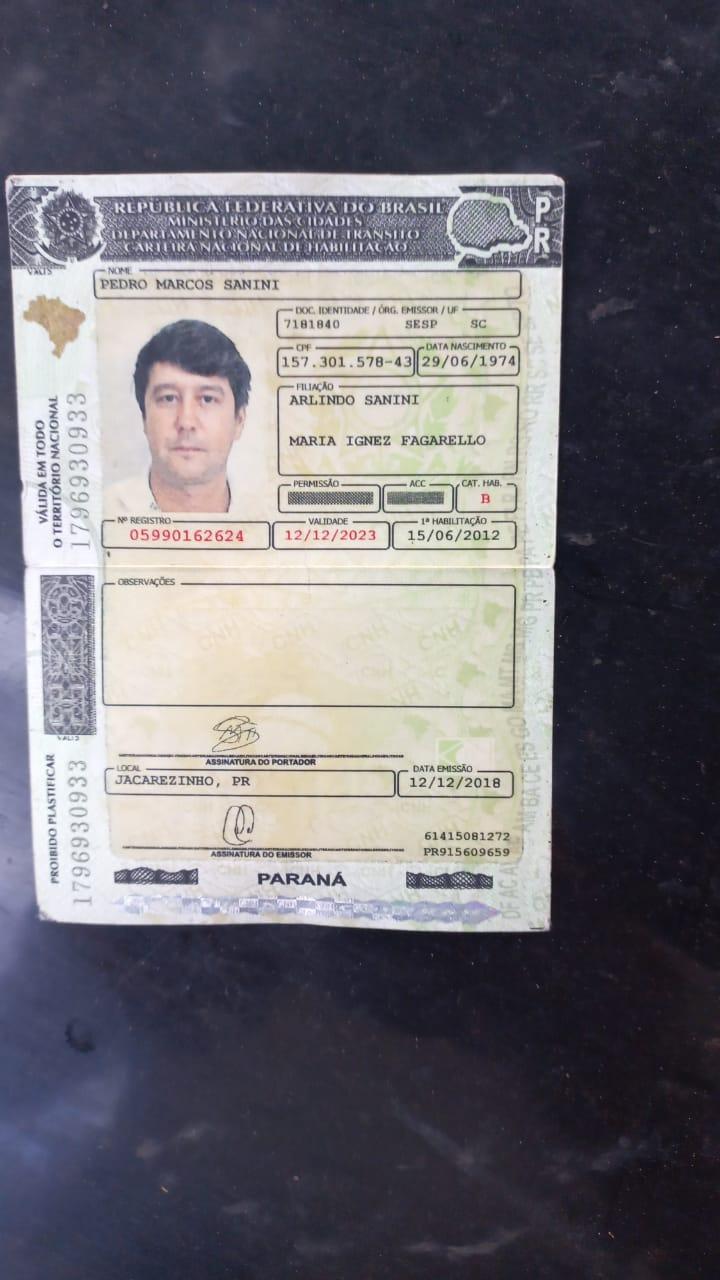 REPÚBLICA FEDERATIVA DO BRASIL
MINISTÉRIO DAS CIDADES
DEPARTAMENTO NACIONAL DE TRÂNSITO
CARTEIRA NACIONAL DE HABILITAÇÃO
PR
NOME
PEDRO MARCOS SANINI
DOC. IDENTIDADE / ÓRG. EMISSOR / UF
7181840 SESP SC
CPF DATA NASCIMENTO
157.301.578-43 29/06/1974
FILIAÇÃO
ARLINDO SANINI
MARIA IGNEZ FAGARELLO
PERMISSÃO ACC CAT. HAB.
B
Nº REGISTRO VALIDADE 1ª HABILITAÇÃO
05990162624 12/12/2023 15/06/2012
VÁLIDA EM TODO
O TERRITÓRIO NACIONAL
1796930933
OBSERVAÇÕES
ASSINATURA DO PORTADOR
LOCAL DATA EMISSÃO
JACAREZINHO, PR 12/12/2018
61415081272
PR915609659
ASSINATURA DO EMISSOR
PROIBIDO PLASTIFICAR
1796930933
PARANÁ